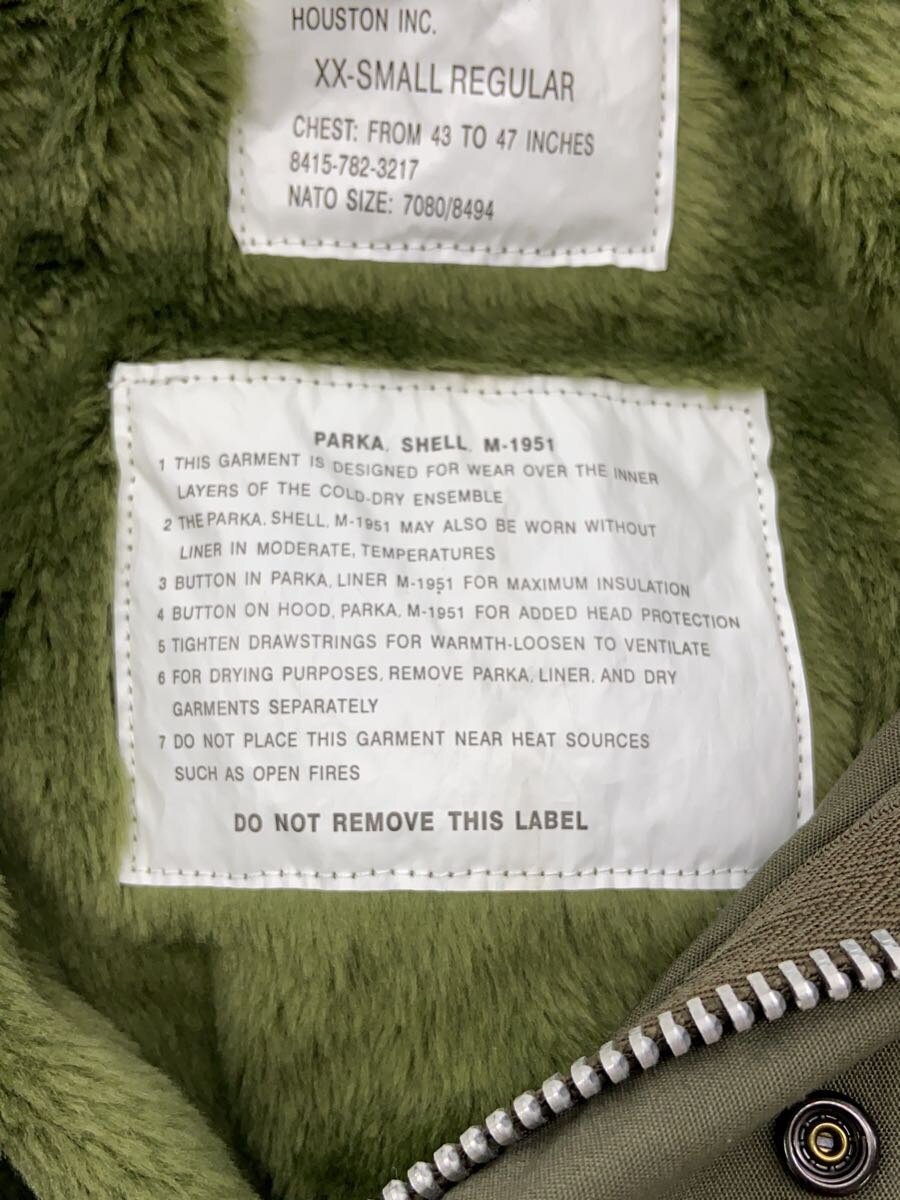 HOUSTON INC.
XX-SMALL REGULAR
CHEST: FROM 43 TO 47 INCHES
8415-782-3217
NATO SIZE: 7080/8494
PARKA, SHELL, M-1951
1 THIS GARMENT IS DESIGNED FOR WEAR OVER THE INNER
LAYERS OF THE COLD-DRY ENSEMBLE
2 THE PARKA, SHELL, M-1951 MAY ALSO BE WORN WITHOUT
LINER IN MODERATE, TEMPERATURES
3 BUTTON IN PARKA, LINER M-1951 FOR MAXIMUM INSULATION
4 BUTTON ON HOOD, PARKA, M-1951 FOR ADDED HEAD PROTECTION
5 TIGHTEN DRAWSTRINGS FOR WARMTH-LOOSEN TO VENTILATE
6 FOR DRYING PURPOSES, REMOVE PARKA, LINER, AND DRY
GARMENTS SEPARATELY
7 DO NOT PLACE THIS GARMENT NEAR HEAT SOURCES
SUCH AS OPEN FIRES
DO NOT REMOVE THIS LABEL